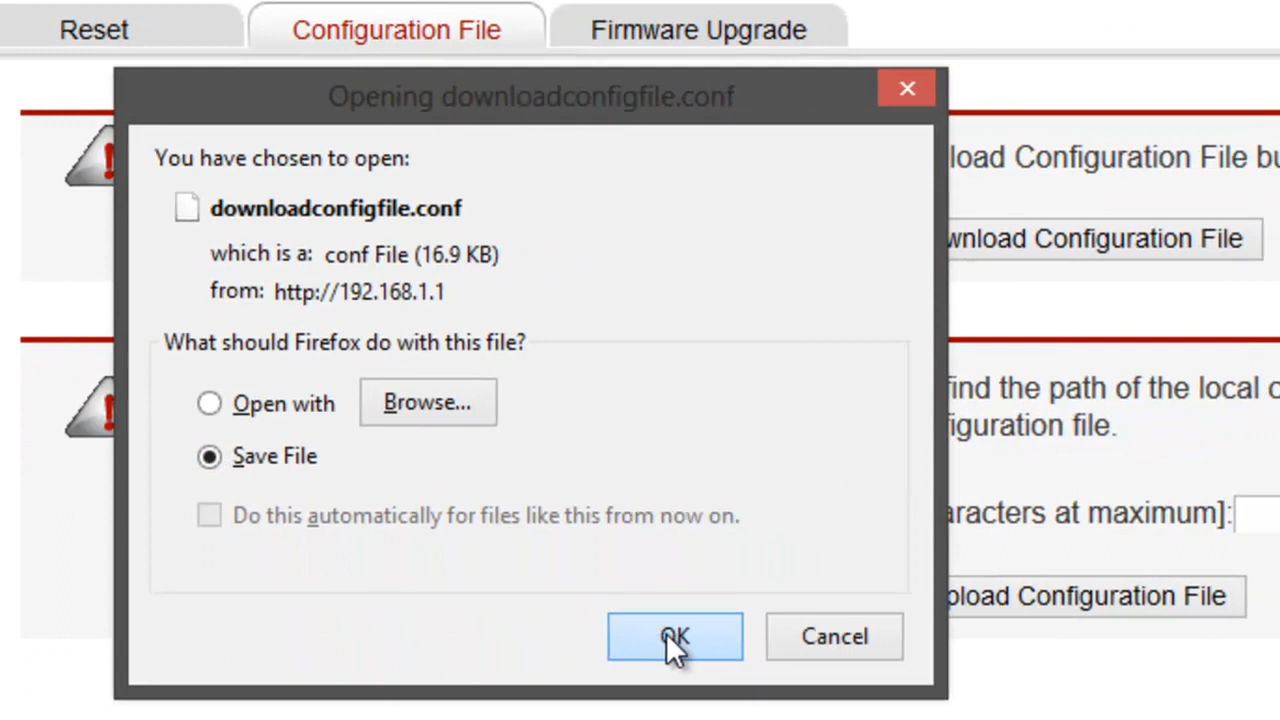 Reset
Configuration File
Firmware Upgrade
Opening downloadconfigfile.conf
You have chosen to open:
downloadconfigfile.conf
which is a: conf File (16.9 KB)
from: http://192.168.1.1
What should Firefox do with this file?
Open with
Browse...
Save File
Do this automatically for files like this from now on.
OK
Cancel
load Configuration File bu
wnload Configuration File
find the path of the local c
figuration file.
aracters at maximum]:
pload Configuration File